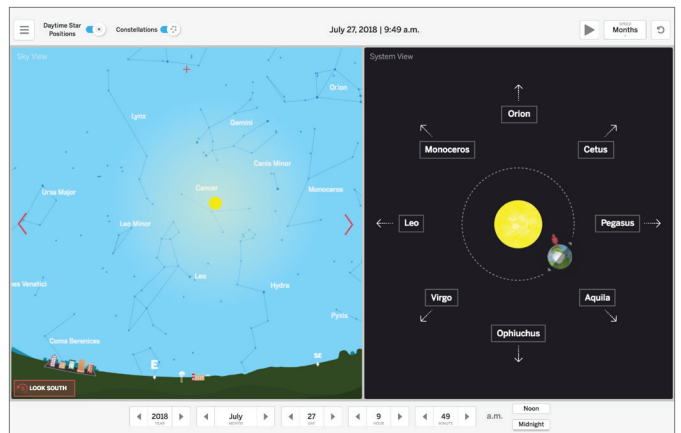 Daytime Star
Positions
Constellations
July 27, 2018 | 9:49 a.m.
SPEED
Months
Sky View
Orion
Lynx
Gemini
Canis Minor
Cancer
Monoceros
Ursa Major
Leo Minor
Leo
Hydra
es Venatici
Pyxis
Coma Berenices
E
SE
LOOK SOUTH
System View
Orion
Monoceros
Cetus
Leo
Pegasus
Virgo
Aquila
Ophiuchus
2018
YEAR
July
MONTH
27
DAY
9
HOUR
49
MINUTE
a.m.
Noon
Midnight